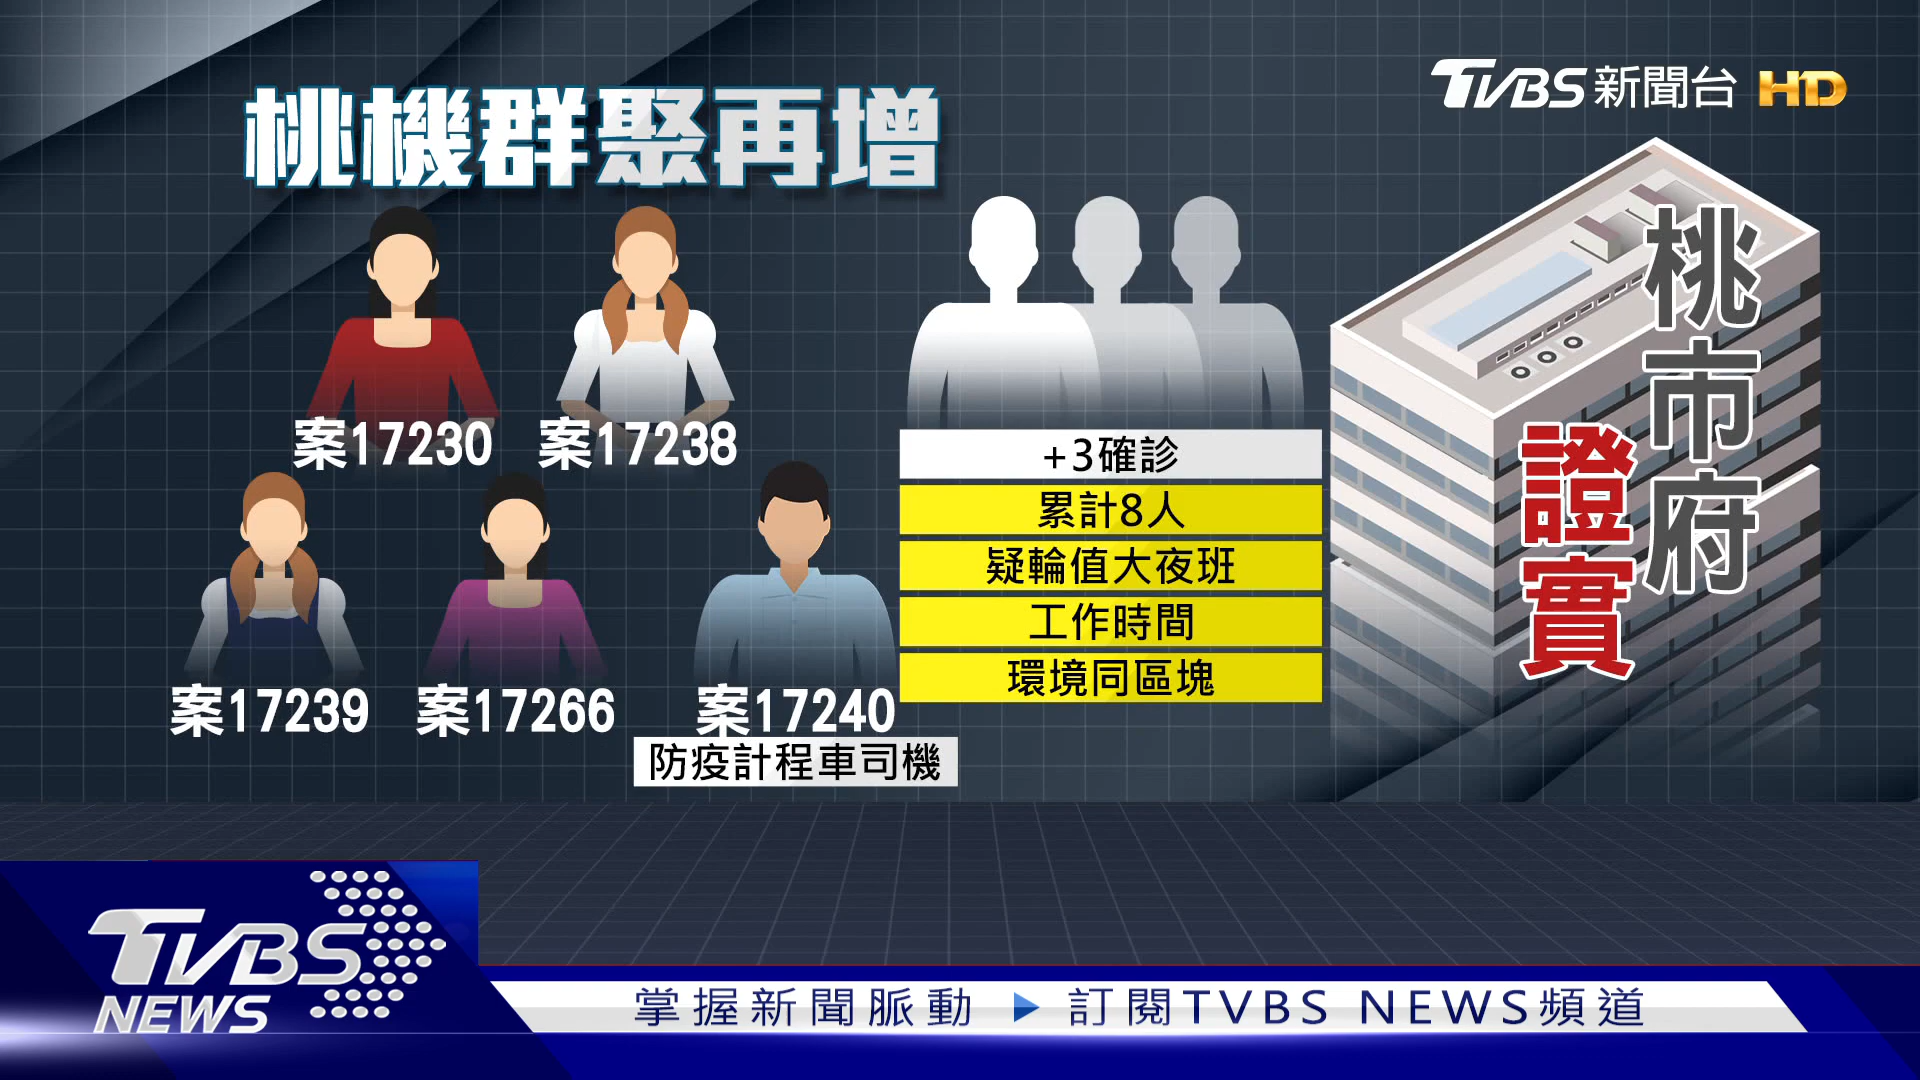 TVBS新聞台 HD
桃機群聚再增
案17230
案17238
案17239
案17266
案17240
防疫計程車司機
+3確診
累計8人
疑輪值大夜班
工作時間
環境同區塊
桃市府
證實
TVBS
NEWS
掌握新聞脈動 訂閱TVBS NEWS頻道